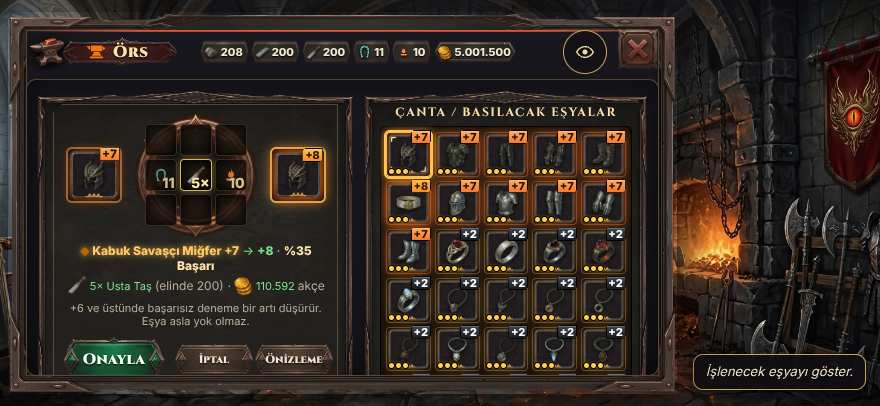 ÖRS
208 200 200 11 10 5.001.500
ÇANTA / BASILACAK EŞYALAR
+7 +8
11 5× 10
Kabuk Savaşçı Miğfer +7 → +8 · %35
Başarı
5× Usta Taş (elinde 200) · 110.592 akçe
+6 ve üstünde başarısız deneme bir artı düşürür.
Eşya asla yok olmaz.
ONAYLA İPTAL ÖNİZLEME
+7 +7 +7 +7 +7
+8 +7 +7 +7 +7
+7 +2 +2 +2 +2
+2 +2 +2 +2 +2
+2 +2 +2 +2 +2
İşlenecek eşyayı göster.